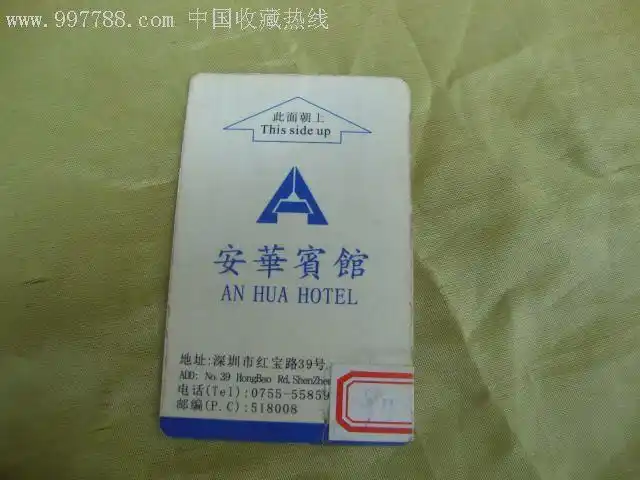 www.997788.com 中国收藏热线
此面朝上
This side up
安華賓館
AN HUA HOTEL
地址:深圳市红宝路39号
ADD: No.39 HongBao Rd.ShenZhen
电话(Tel):0755-55859
邮编(P.C):518008